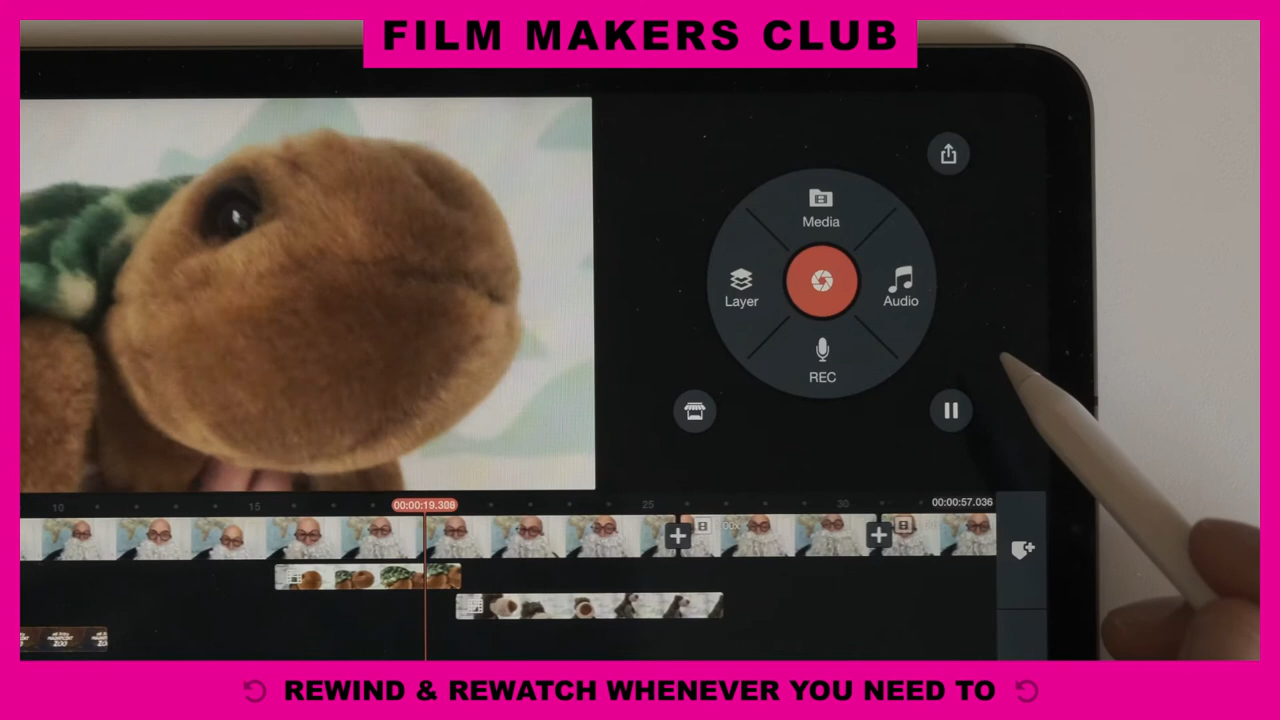 FILM MAKERS CLUB
Media
Layer
Audio
REC
10
15
00:00:19.308
25
30
00:00:57.036
REWIND & REWATCH WHENEVER YOU NEED TO